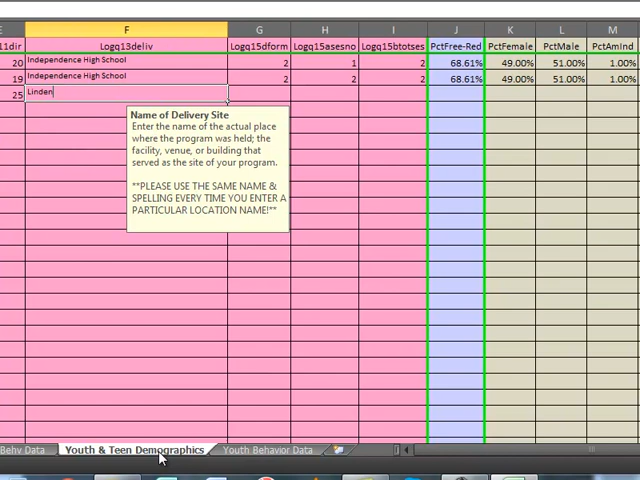 F G H I J K L M
11dir Logq13deliv Logq15dform Logq15asesno Logq15btotses PctFree-Red PctFemale PctMale PctAmInd
20 Independence High School 2 1 2 68.61% 49.00% 51.00% 1.00%
19 Independence High School 2 2 2 68.61% 49.00% 51.00% 1.00%
25 Linden
Name of Delivery Site
Enter the name of the actual place
where the program was held; the
facility, venue, or building that
served as the site of your program.
**PLEASE USE THE SAME NAME &
SPELLING EVERY TIME YOU ENTER A
PARTICULAR LOCATION NAME!**
Behv Data Youth & Teen Demographics Youth Behavior Data